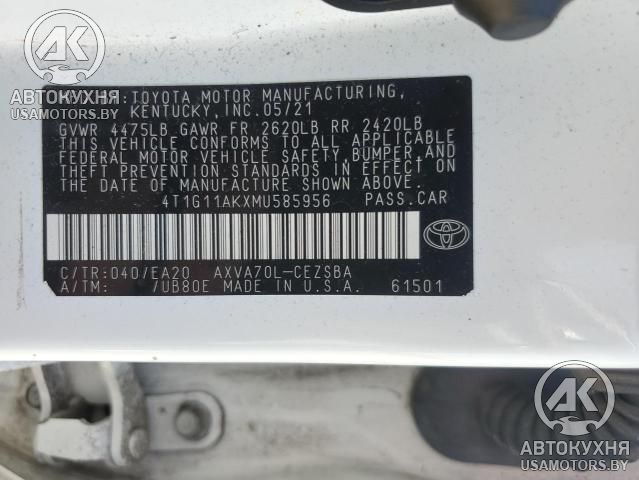 АВТОКУХНЯ
USAMOTORS.BY
:TOYOTA MOTOR MANUFACTURING,
KENTUCKY, INC. 05/21
GVWR 4475LB GAWR FR 2620LB RR 2420LB
THIS VEHICLE CONFORMS TO ALL APPLICABLE
FEDERAL MOTOR VEHICLE SAFETY, BUMPER, AND
THEFT PREVENTION STANDARDS IN EFFECT ON
THE DATE OF MANUFACTURE SHOWN ABOVE.
4T1G11AKXMU585956 PASS.CAR
C/TR:040/EA20 AXVA70L-CEZSBA
A/TM: /UB80E MADE IN U.S.A. 61501
AK
АВТОКУХНЯ
USAMOTORS.BY